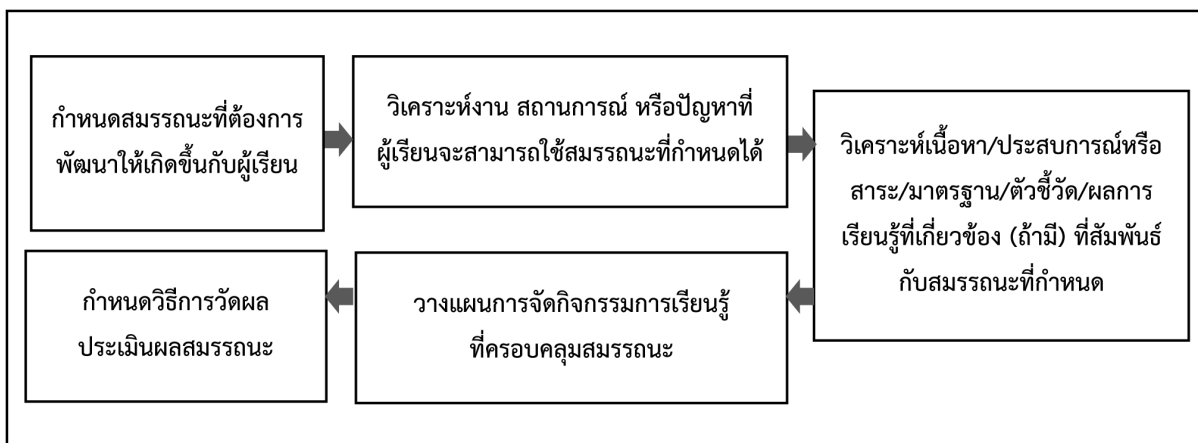 กำหนดสมรรถนะที่ต้องการ
พัฒนาให้เกิดขึ้นกับผู้เรียน
วิเคราะห์งาน สถานการณ์ หรือปัญหาที่
ผู้เรียนจะสามารถใช้สมรรถนะที่กำหนดได้
วิเคราะห์เนื้อหา/ประสบการณ์หรือ
สาระ/มาตรฐาน/ตัวชี้วัด/ผลการ
เรียนรู้ที่เกี่ยวข้อง (ถ้ามี) ที่สัมพันธ์
กับสมรรถนะที่กำหนด
วางแผนการจัดกิจกรรมการเรียนรู้
ที่ครอบคลุมสมรรถนะ
กำหนดวิธีการวัดผล
ประเมินผลสมรรถนะ